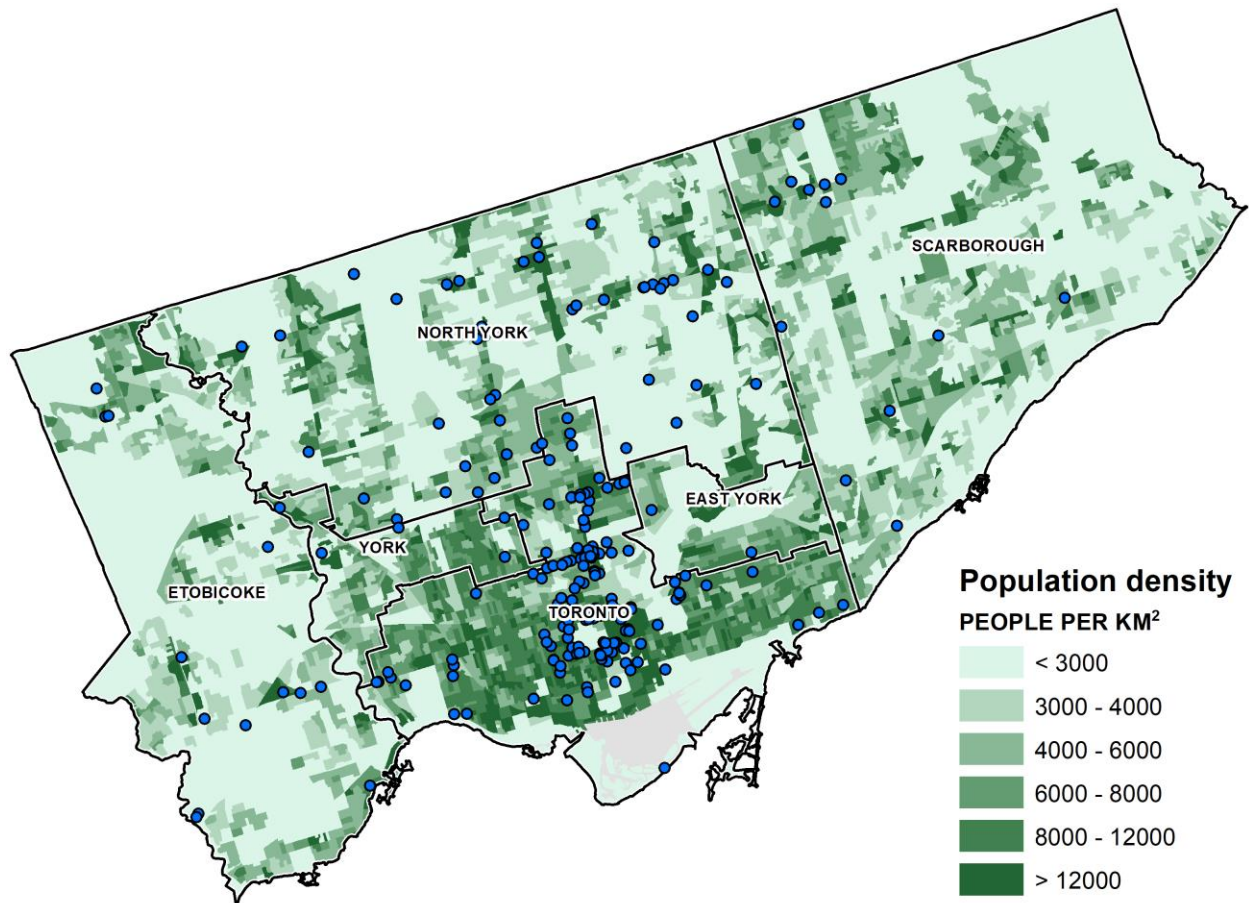 SCARBOROUGH
NORTH YORK
EAST YORK
YORK
ETOBICOKE
TORONTO
Population density
PEOPLE PER KM²
< 3000
3000 - 4000
4000 - 6000
6000 - 8000
8000 - 12000
> 12000